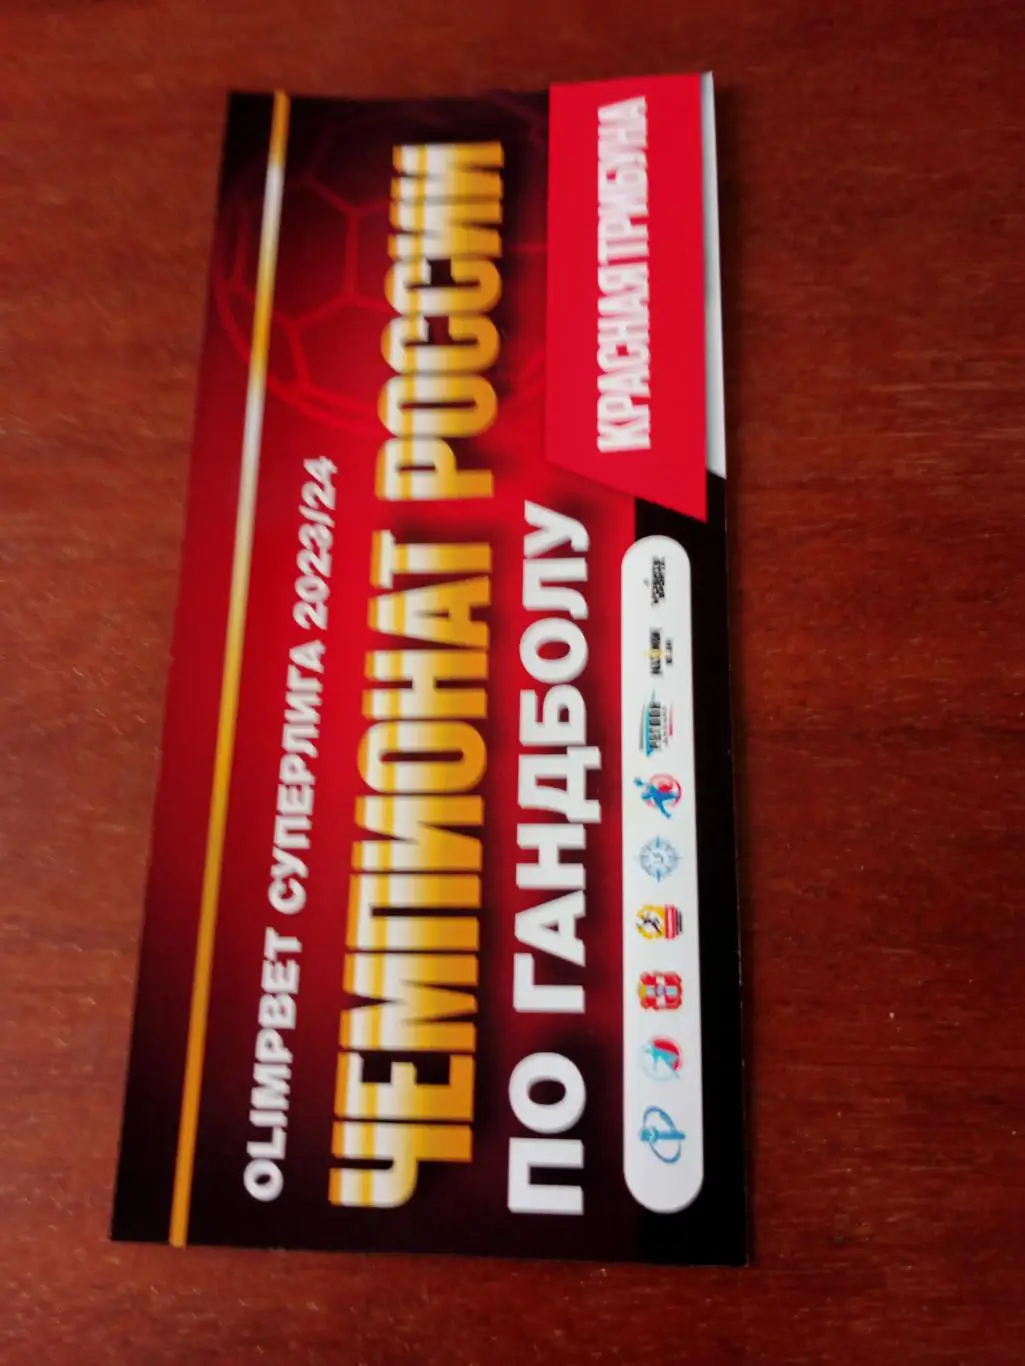 OLIMPBET СУПЕРЛИГА 2023/24
ЧЕМПИОНАТ РОССИИ
ПО ГАНДБОЛУ
КРАСНАЯ ТРИБУНА